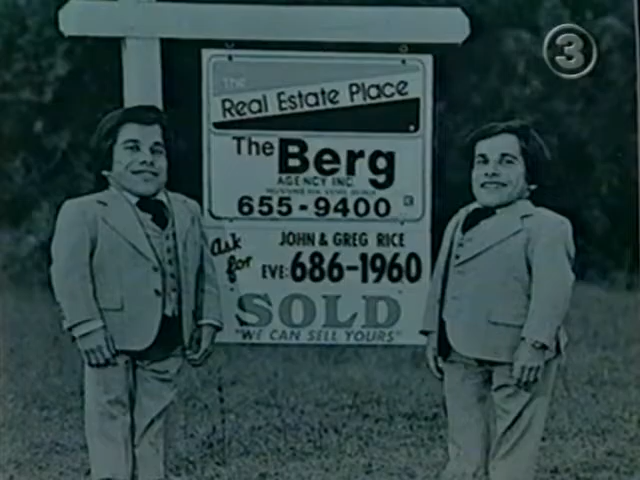 3
The
Real Estate Place
The Berg
AGENCY INC.
655-9400
Ask for
JOHN & GREG RICE
EVE: 686-1960
SOLD
"WE CAN SELL YOURS"